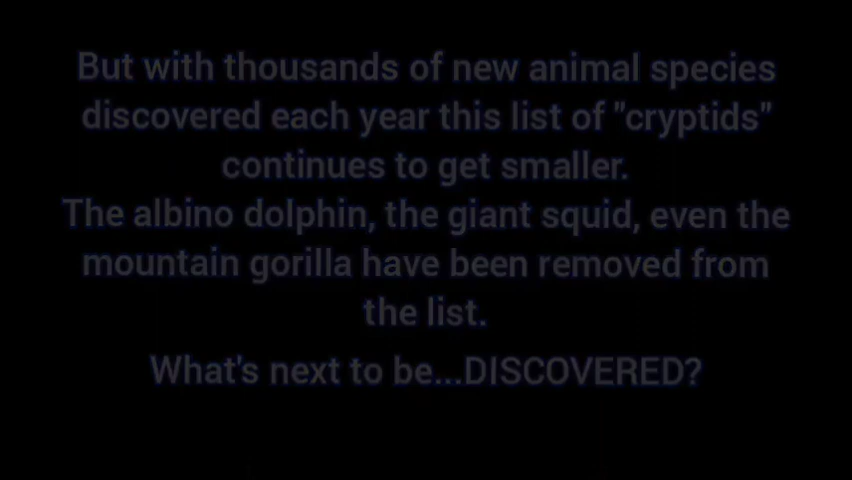 But with thousands of new animal species
discovered each year this list of "cryptids"
continues to get smaller.
The albino dolphin, the giant squid, even the
mountain gorilla have been removed from
the list.
What's next to be...DISCOVERED?